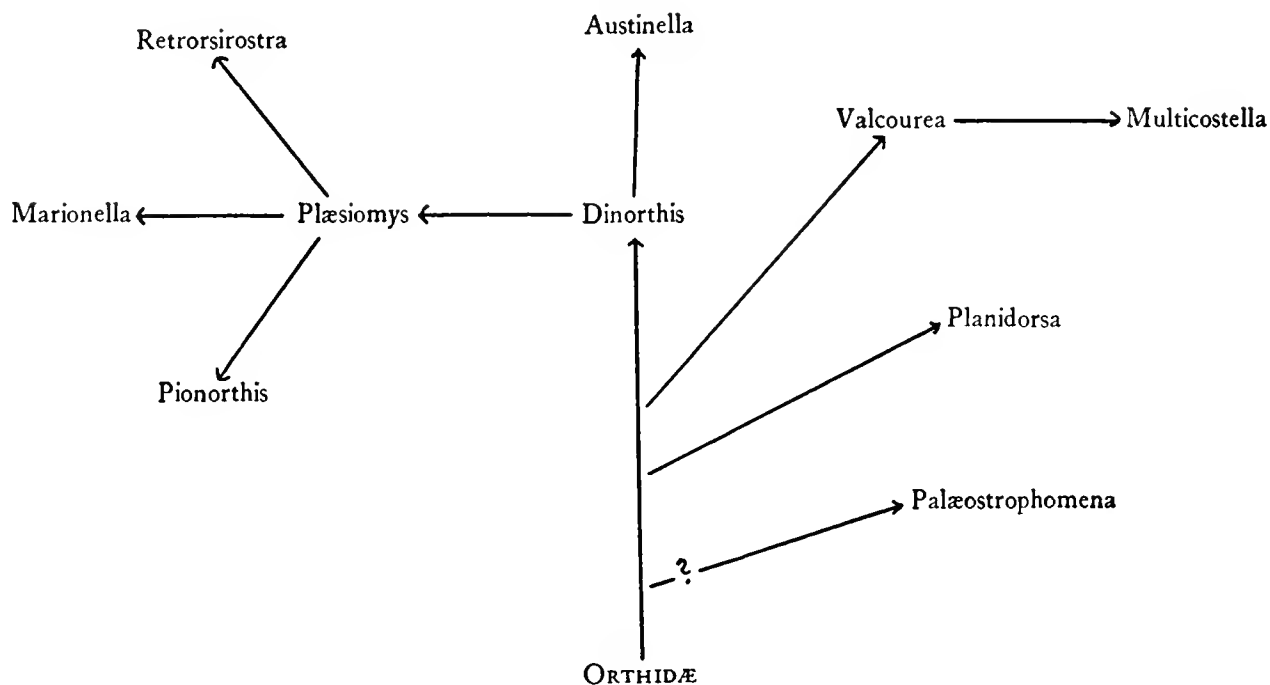 Austinella
Retrorsirostra
Valcourea
Multicostella
Marionella
Plæsiomys
Dinorthis
Planidorsa
Pionorthis
Palæostrophomena
?
ORTHIDÆ